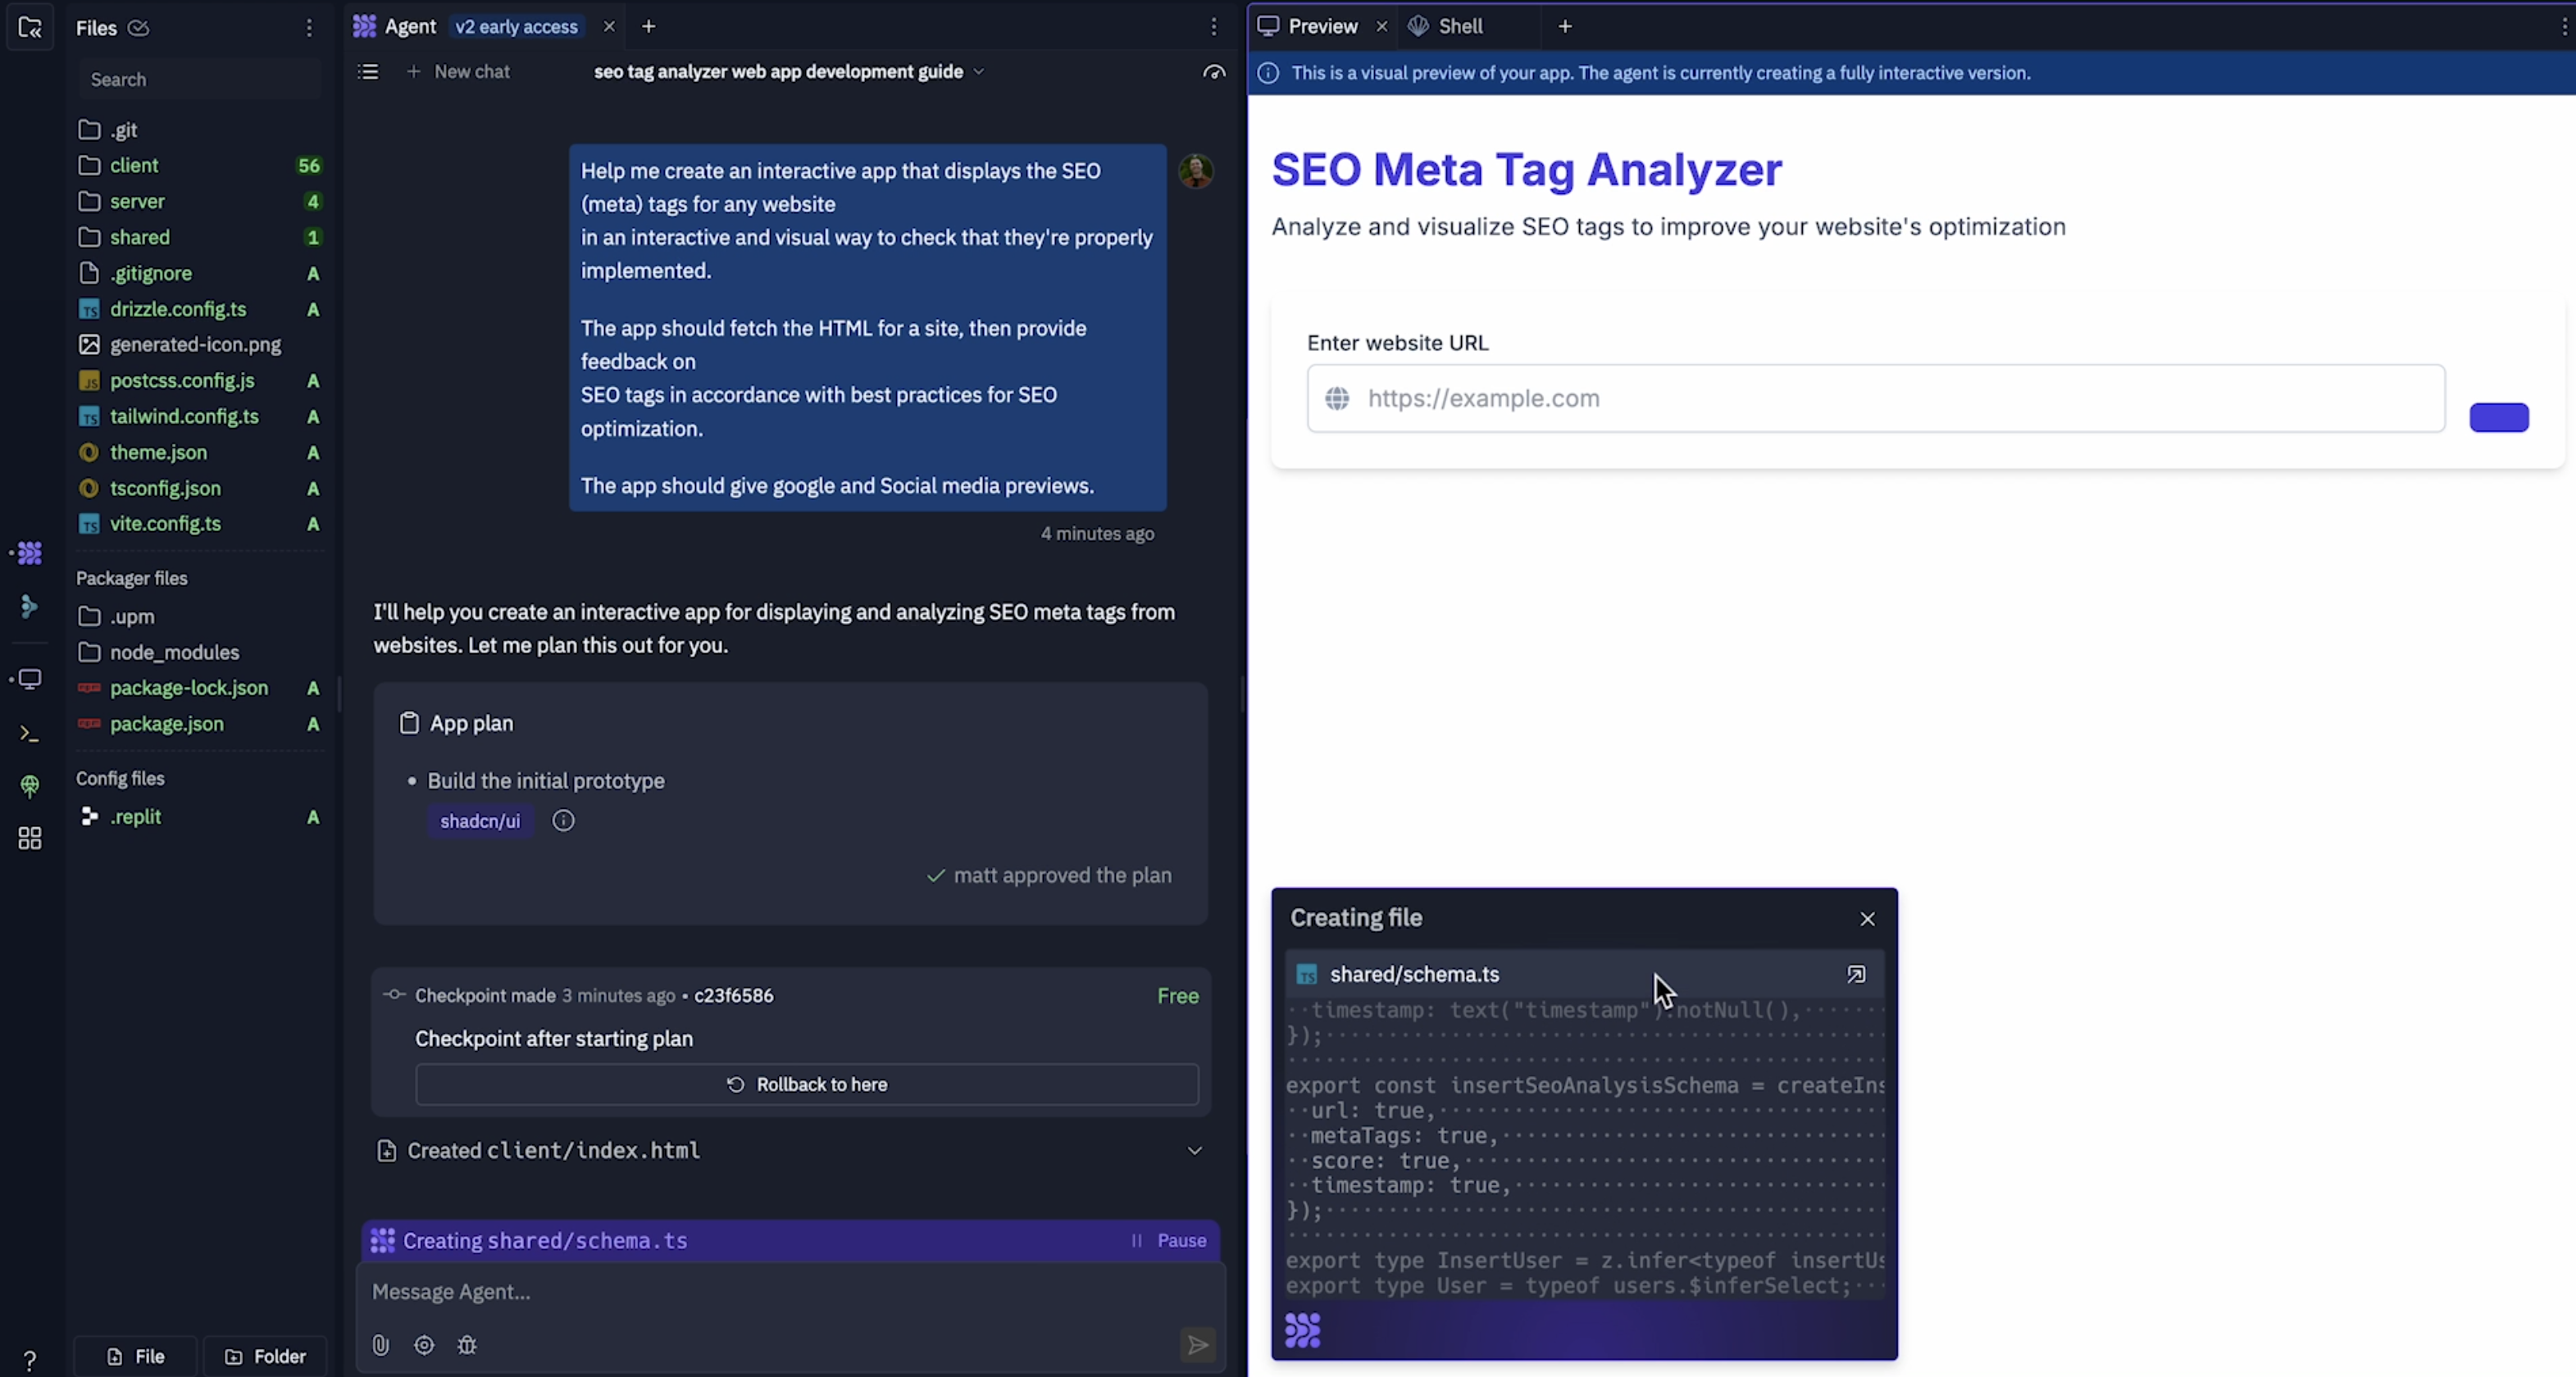 Files
Search
.git
client 56
server 4
shared 1
.gitignore A
TS drizzle.config.ts A
generated-icon.png
JS postcss.config.js A
TS tailwind.config.ts A
theme.json A
tsconfig.json A
TS vite.config.ts A
Packager files
.upm
node_modules
package-lock.json A
package.json A
Config files
.replit A
? File Folder
Agent v2 early access
New chat seo tag analyzer web app development guide
Help me create an interactive app that displays the SEO
(meta) tags for any website
in an interactive and visual way to check that they're properly
implemented.
The app should fetch the HTML for a site, then provide
feedback on
SEO tags in accordance with best practices for SEO
optimization.
The app should give google and Social media previews.
4 minutes ago
I'll help you create an interactive app for displaying and analyzing SEO meta tags from
websites. Let me plan this out for you.
App plan
• Build the initial prototype
shadcn/ui
matt approved the plan
Checkpoint made 3 minutes ago • c23f6586 Free
Checkpoint after starting plan
Rollback to here
Created client/index.html
Creating shared/schema.ts Pause
Message Agent...
Preview Shell
This is a visual preview of your app. The agent is currently creating a fully interactive version.
SEO Meta Tag Analyzer
Analyze and visualize SEO tags to improve your website's optimization
Enter website URL
https://example.com
Creating file
TS shared/schema.ts
timestamp: text("timestamp").notNull(),
});
export const insertSeoAnalysisSchema = createIns
url: true,
metaTags: true,
score: true,
timestamp: true,
});
export type InsertUser = z.infer<typeof insertUs
export type User = typeof users.$inferSelect;